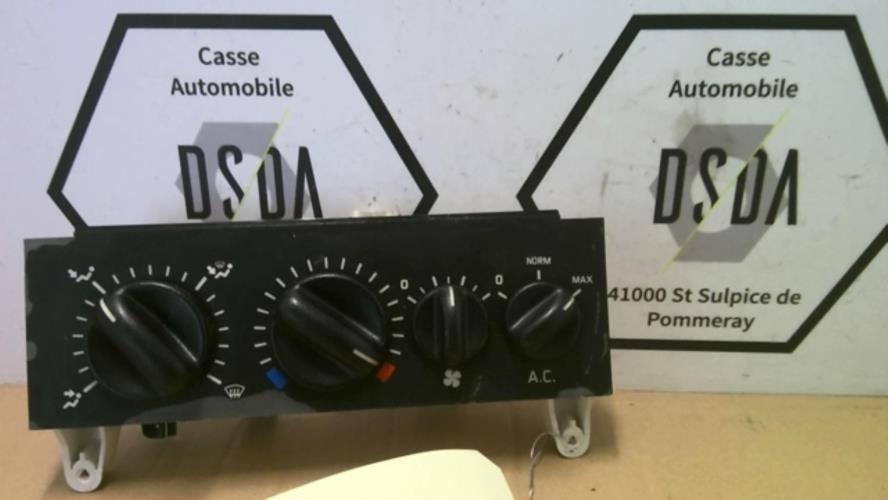 Casse
Automobile
DSDA
Casse
Automobile
DSDA
41000 St Sulpice de
Pommeray
0
0
NORM
MAX
A.C.